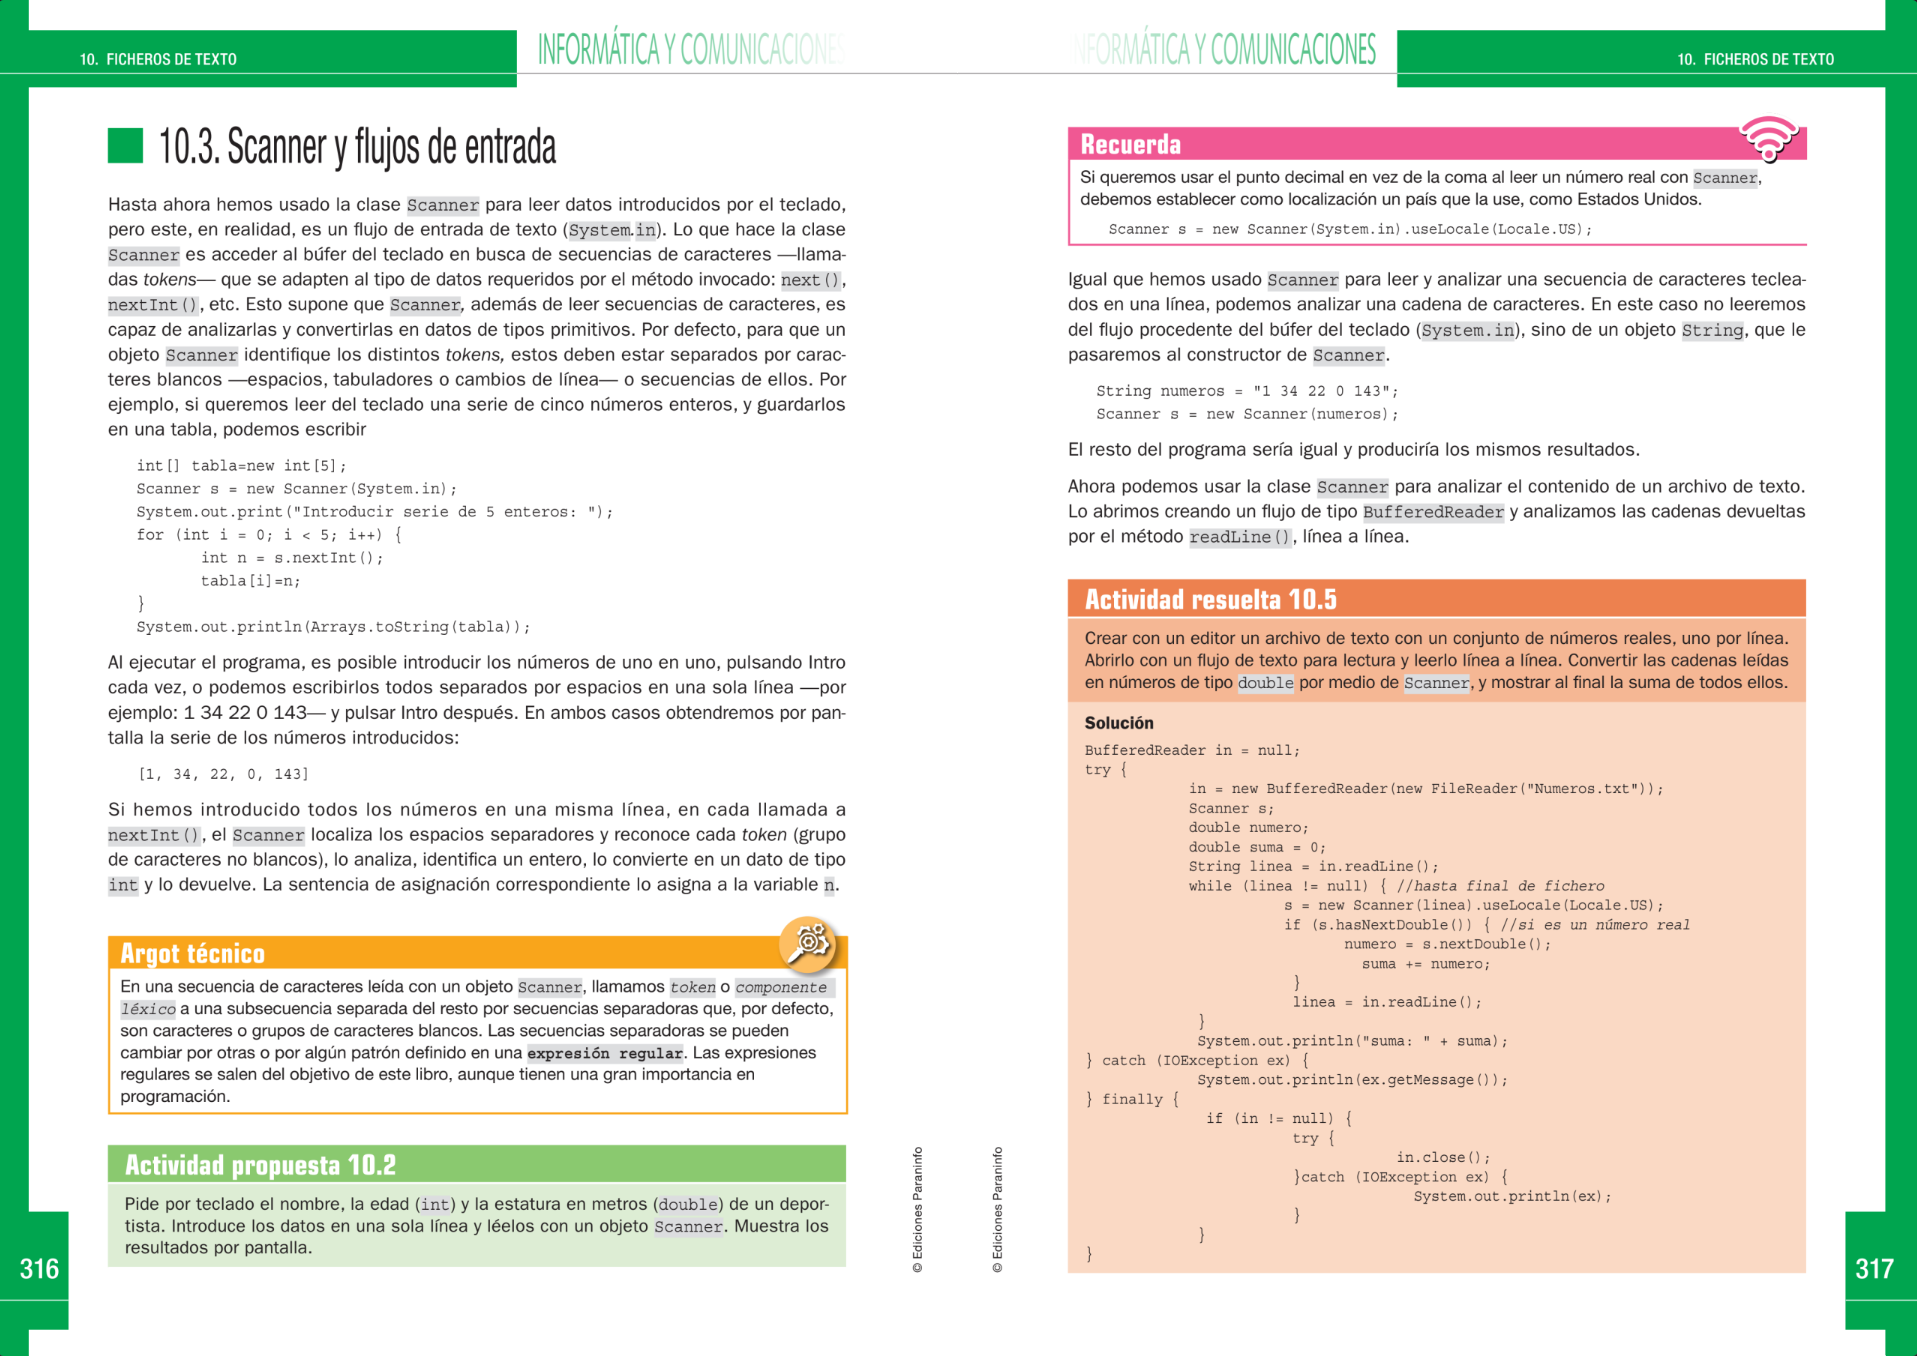 10. FICHEROS DE TEXTO
INFORMÁTICA Y COMUNICACIONES
10.3. Scanner y flujos de entrada
Hasta ahora hemos usado la clase Scanner para leer datos introducidos por el teclado,
pero este, en realidad, es un flujo de entrada de texto (System.in). Lo que hace la clase
Scanner es acceder al búfer del teclado en busca de secuencias de caracteres —llama-
das tokens— que se adapten al tipo de datos requeridos por el método invocado: next(),
nextInt(), etc. Esto supone que Scanner, además de leer secuencias de caracteres, es
capaz de analizarlas y convertirlas en datos de tipos primitivos. Por defecto, para que un
objeto Scanner identifique los distintos tokens, estos deben estar separados por carac-
teres blancos —espacios, tabuladores o cambios de línea— o secuencias de ellos. Por
ejemplo, si queremos leer del teclado una serie de cinco números enteros, y guardarlos
en una tabla, podemos escribir
int[] tabla=new int[5];
Scanner s = new Scanner(System.in);
System.out.print("Introducir serie de 5 enteros: ");
for (int i = 0; i < 5; i++) {
int n = s.nextInt();
tabla[i]=n;
}
System.out.println(Arrays.toString(tabla));
Al ejecutar el programa, es posible introducir los números de uno en uno, pulsando Intro
cada vez, o podemos escribirlos todos separados por espacios en una sola línea —por
ejemplo: 1 34 22 0 143— y pulsar Intro después. En ambos casos obtendremos por pan-
talla la serie de los números introducidos:
[1, 34, 22, 0, 143]
Si hemos introducido todos los números en una misma línea, en cada llamada a
nextInt(), el Scanner localiza los espacios separadores y reconoce cada token (grupo
de caracteres no blancos), lo analiza, identifica un entero, lo convierte en un dato de tipo
int y lo devuelve. La sentencia de asignación correspondiente lo asigna a la variable n.
Argot técnico
En una secuencia de caracteres leída con un objeto Scanner, llamamos token o componente
léxico a una subsecuencia separada del resto por secuencias separadoras que, por defecto,
son caracteres o grupos de caracteres blancos. Las secuencias separadoras se pueden
cambiar por otras o por algún patrón definido en una expresión regular. Las expresiones
regulares se salen del objetivo de este libro, aunque tienen una gran importancia en
programación.
Actividad propuesta 10.2
Pide por teclado el nombre, la edad (int) y la estatura en metros (double) de un depor-
tista. Introduce los datos en una sola línea y léelos con un objeto Scanner. Muestra los
resultados por pantalla.
316
© Ediciones Paraninfo
INFORMÁTICA Y COMUNICACIONES
10. FICHEROS DE TEXTO
Recuerda
Si queremos usar el punto decimal en vez de la coma al leer un número real con Scanner,
debemos establecer como localización un país que la use, como Estados Unidos.
Scanner s = new Scanner(System.in).useLocale(Locale.US);
Igual que hemos usado Scanner para leer y analizar una secuencia de caracteres teclea-
dos en una línea, podemos analizar una cadena de caracteres. En este caso no leeremos
del flujo procedente del búfer del teclado (System.in), sino de un objeto String, que le
pasaremos al constructor de Scanner.
String numeros = "1 34 22 0 143";
Scanner s = new Scanner(numeros);
El resto del programa sería igual y produciría los mismos resultados.
Ahora podemos usar la clase Scanner para analizar el contenido de un archivo de texto.
Lo abrimos creando un flujo de tipo BufferedReader y analizamos las cadenas devueltas
por el método readLine(), línea a línea.
Actividad resuelta 10.5
Crear con un editor un archivo de texto con un conjunto de números reales, uno por línea.
Abrirlo con un flujo de texto para lectura y leerlo línea a línea. Convertir las cadenas leídas
en números de tipo double por medio de Scanner, y mostrar al final la suma de todos ellos.
Solución
BufferedReader in = null;
try {
in = new BufferedReader(new FileReader("Numeros.txt"));
Scanner s;
double numero;
double suma = 0;
String linea = in.readLine();
while (linea != null) { //hasta final de fichero
s = new Scanner(linea).useLocale(Locale.US);
if (s.hasNextDouble()) { //si es un número real
numero = s.nextDouble();
suma += numero;
}
linea = in.readLine();
}
System.out.println("suma: " + suma);
} catch (IOException ex) {
System.out.println(ex.getMessage());
} finally {
if (in != null) {
try {
in.close();
}catch (IOException ex) {
System.out.println(ex);
}
}
}
© Ediciones Paraninfo
317